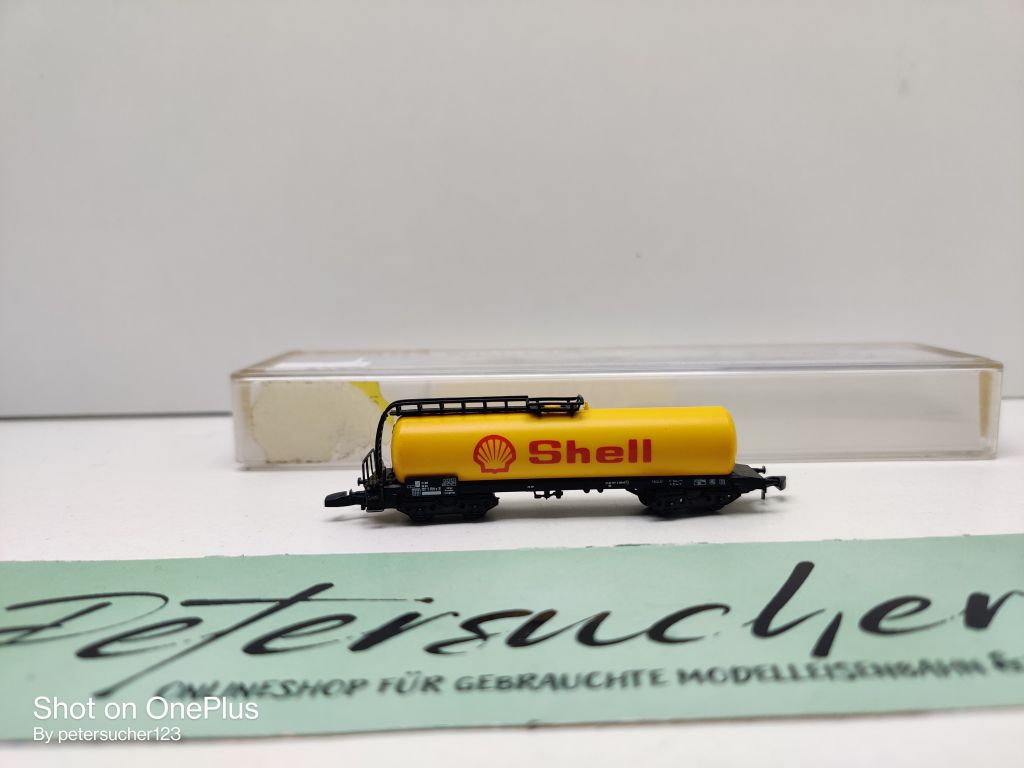 Shell
Petersucher
ONLINESHOP FÜR GEBRAUCHTE MODELLEISENBAHN
Shot on OnePlus
By petersucher123